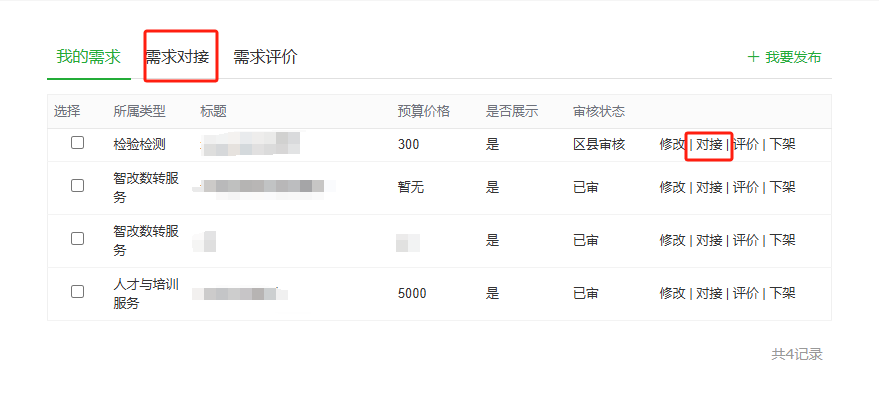 我的需求 需求对接 需求评价 ＋ 我要发布
选择 所属类型 标题 预算价格 是否展示 审核状态
检验检测 300 是 区县审核 修改 | 对接 | 评价 | 下架
智改数转服务 暂无 是 已审 修改 | 对接 | 评价 | 下架
智改数转服务 是 已审 修改 | 对接 | 评价 | 下架
人才与培训服务 5000 是 已审 修改 | 对接 | 评价 | 下架
共4记录